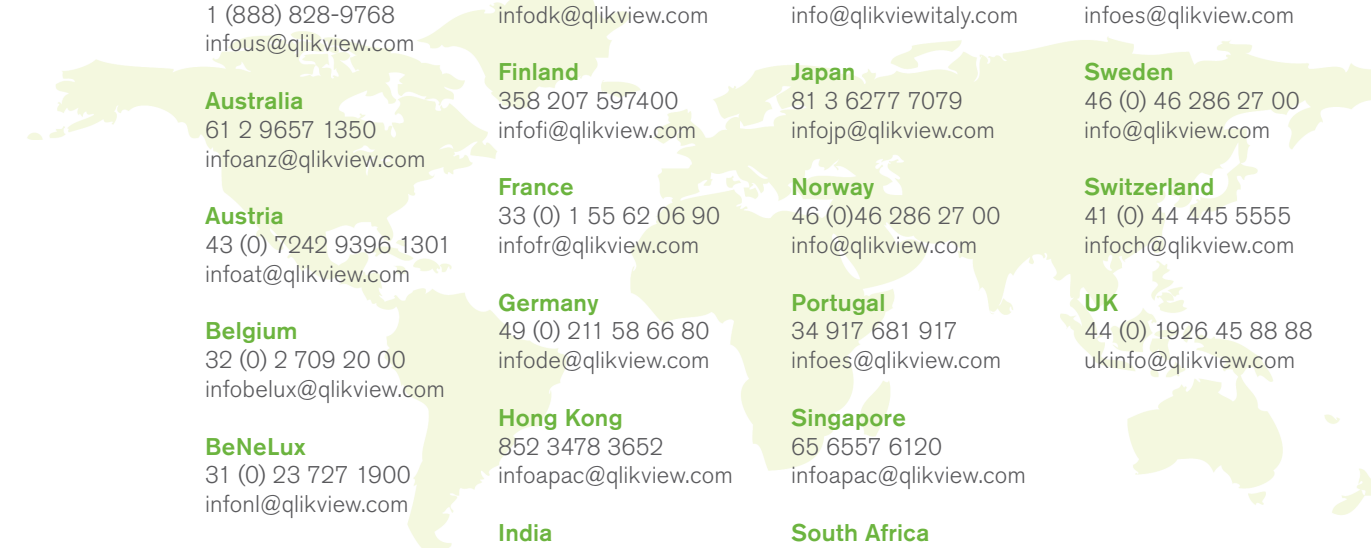 1 (888) 828-9768
infous@qlikview.com
Australia
61 2 9657 1350
infoanz@qlikview.com
Austria
43 (0) 7242 9396 1301
infoat@qlikview.com
Belgium
32 (0) 2 709 20 00
infobelux@qlikview.com
BeNeLux
31 (0) 23 727 1900
infonl@qlikview.com
infodk@qlikview.com
Finland
358 207 597400
infofi@qlikview.com
France
33 (0) 1 55 62 06 90
infofr@qlikview.com
Germany
49 (0) 211 58 66 80
infode@qlikview.com
Hong Kong
852 3478 3652
infoapac@qlikview.com
India
info@qlikviewitaly.com
Japan
81 3 6277 7079
infojp@qlikview.com
Norway
46 (0)46 286 27 00
info@qlikview.com
Portugal
34 917 681 917
infoes@qlikview.com
Singapore
65 6557 6120
infoapac@qlikview.com
South Africa
infoes@qlikview.com
Sweden
46 (0) 46 286 27 00
info@qlikview.com
Switzerland
41 (0) 44 445 5555
infoch@qlikview.com
UK
44 (0) 1926 45 88 88
ukinfo@qlikview.com